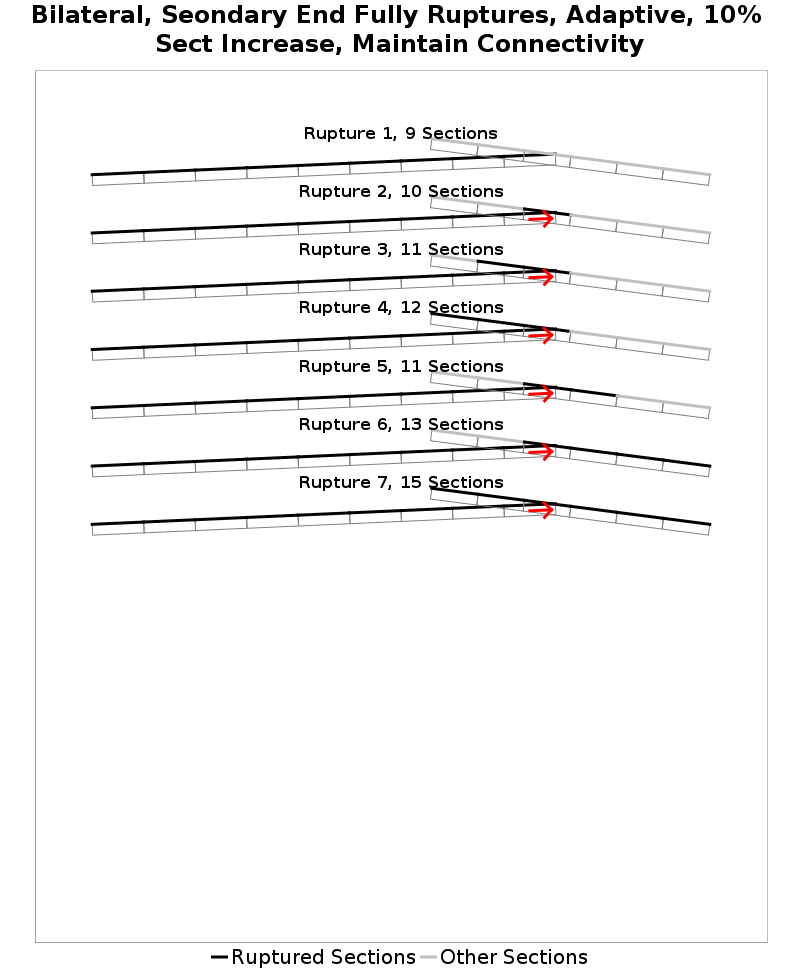 Bilateral, Seondary End Fully Ruptures, Adaptive, 10%
Sect Increase, Maintain Connectivity
Rupture 1, 9 Sections
Rupture 2, 10 Sections
Rupture 3, 11 Sections
Rupture 4, 12 Sections
Rupture 5, 11 Sections
Rupture 6, 13 Sections
Rupture 7, 15 Sections
Ruptured Sections Other Sections